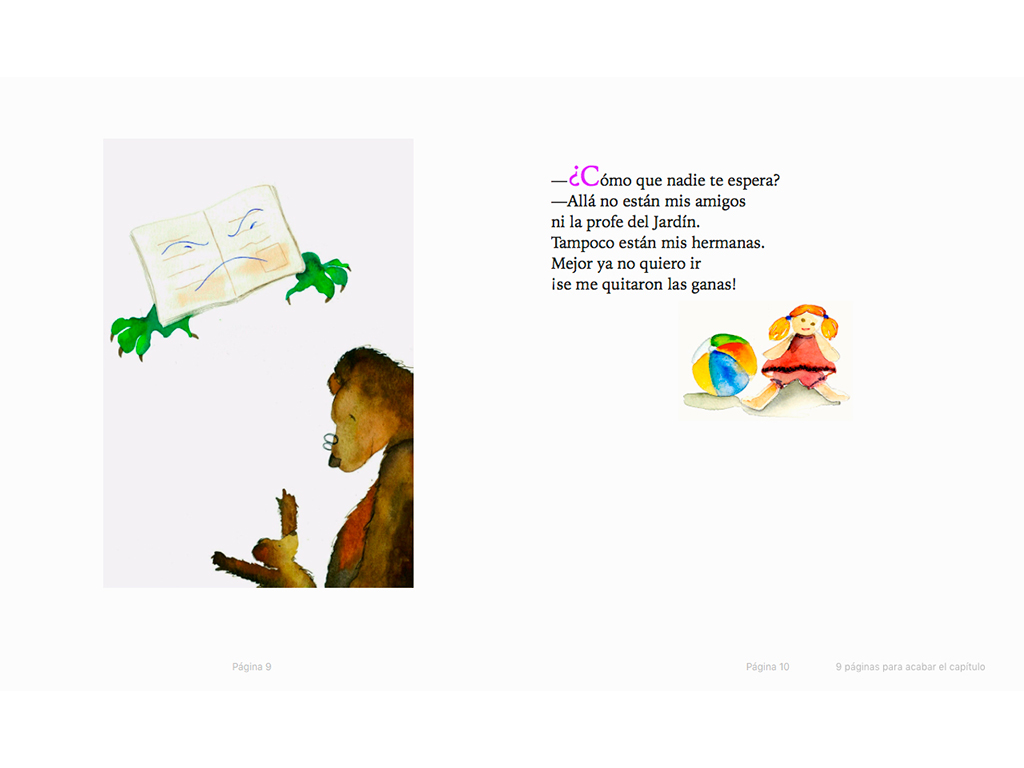 —¿Cómo que nadie te espera?
—Allá no están mis amigos
ni la profe del Jardín.
Tampoco están mis hermanas.
Mejor ya no quiero ir
¡se me quitaron las ganas!
Página 9
Página 10
9 páginas para acabar el capítulo